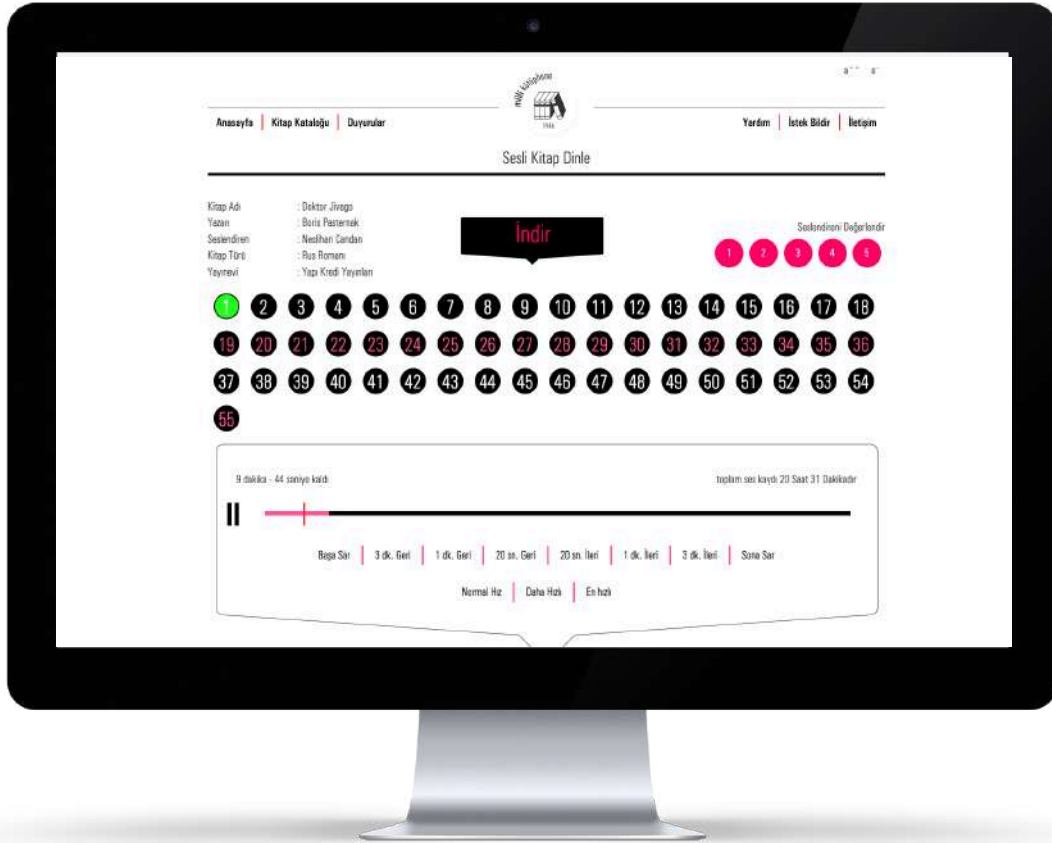 a⁺⁺ a⁻
milli kütüphane
1946
Anasayfa | Kitap Kataloğu | Duyurular
Yardım | İstek Bildir | İletişim
Sesli Kitap Dinle
Kitap Adı : Doktor Jivago
Yazarı : Boris Pasternak
Seslendiren : Neslihan Candan
Kitap Türü : Rus Romanı
Yayınevi : Yapı Kredi Yayınları
İndir
Seslendireni Değerlendir
1 2 3 4 5
1 2 3 4 5 6 7 8 9 10 11 12 13 14 15 16 17 18
19 20 21 22 23 24 25 26 27 28 29 30 31 32 33 34 35 36
37 38 39 40 41 42 43 44 45 46 47 48 49 50 51 52 53 54
55
9 dakika - 44 saniye kaldı
toplam ses kaydı 20 Saat 31 Dakikadır
Başa Sar | 3 dk. Geri | 1 dk. Geri | 20 sn. Geri | 20 sn. İleri | 1 dk. İleri | 3 dk. İleri | Sona Sar
Normal Hız | Daha Hızlı | En hızlı